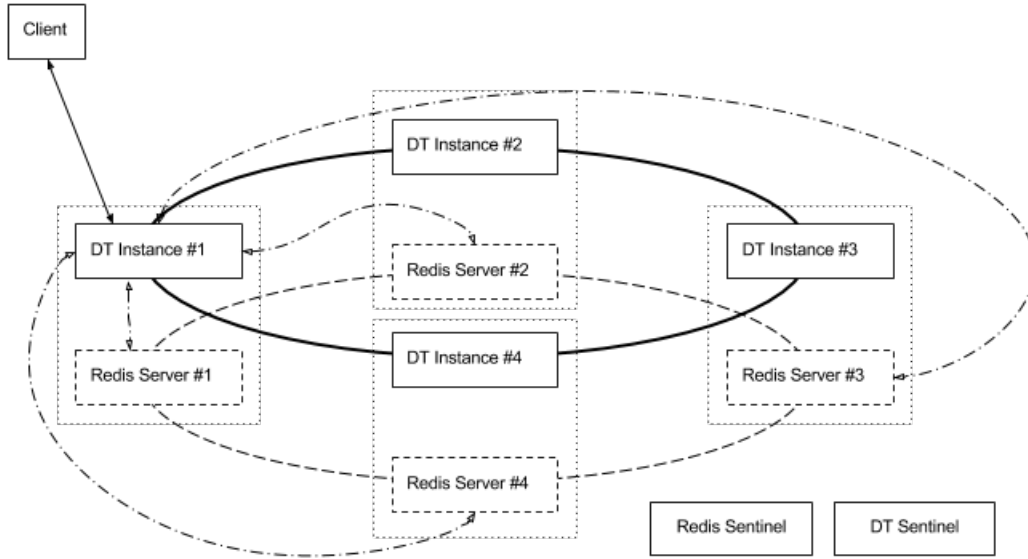 Client
DT Instance #2
DT Instance #1
DT Instance #3
Redis Server #2
DT Instance #4
Redis Server #1
Redis Server #3
Redis Server #4
Redis Sentinel
DT Sentinel